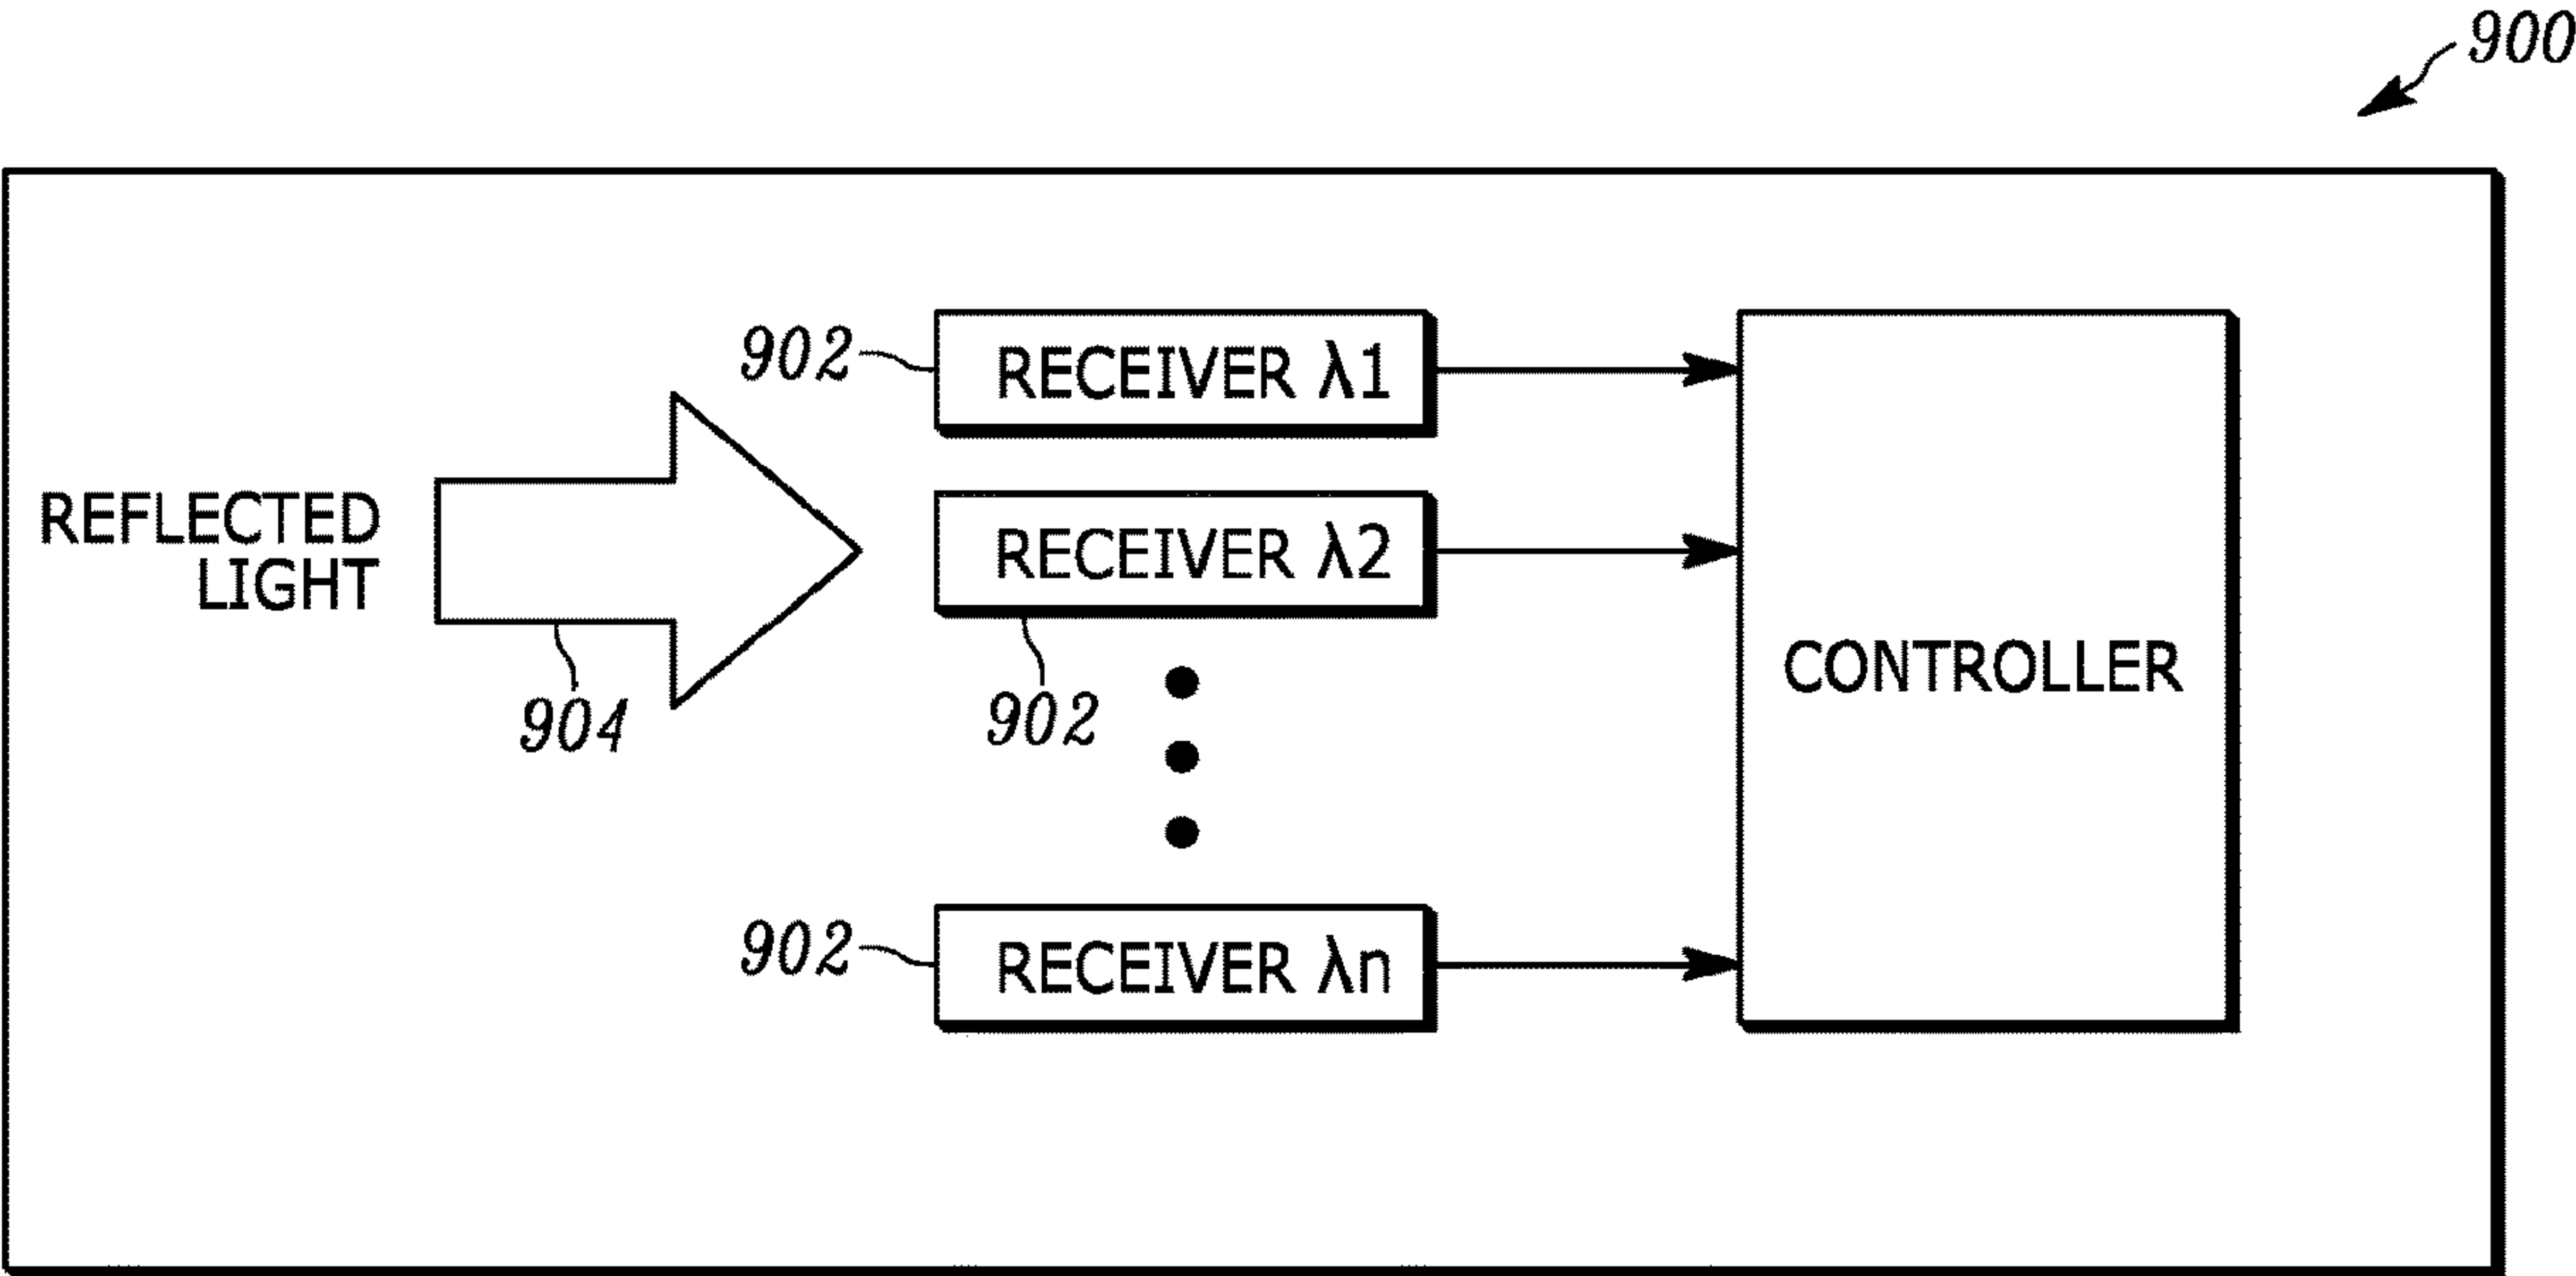 900
902
RECEIVER λ1
REFLECTED
LIGHT
904
RECEIVER λ2
902
CONTROLLER
902
RECEIVER λn